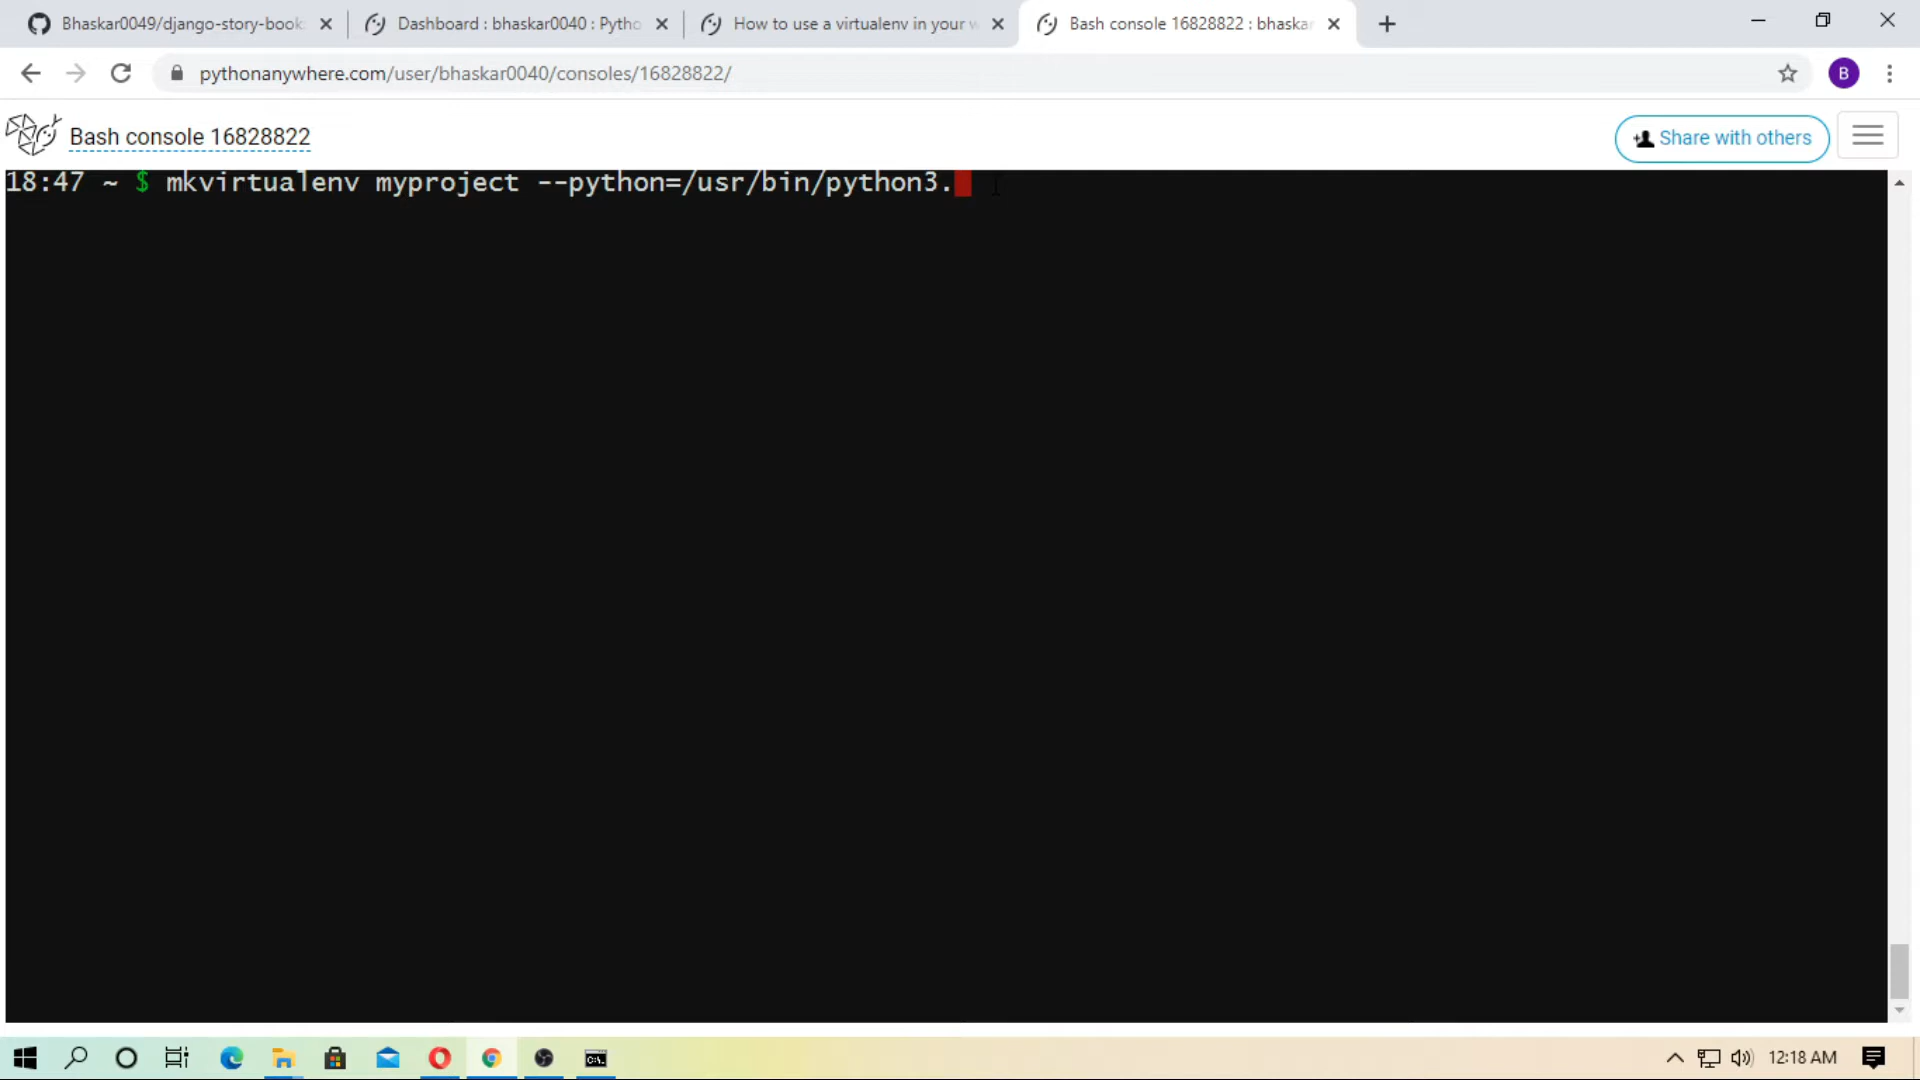 Bhaskar0049/django-story-book
Dashboard : bhaskar0040 : Pytho
How to use a virtualenv in your w
Bash console 16828822 : bhaskar
pythonanywhere.com/user/bhaskar0040/consoles/16828822/
B
Bash console 16828822
Share with others
18:47 ~ $ mkvirtualenv myproject --python=/usr/bin/python3.
C:\.
12:18 AM